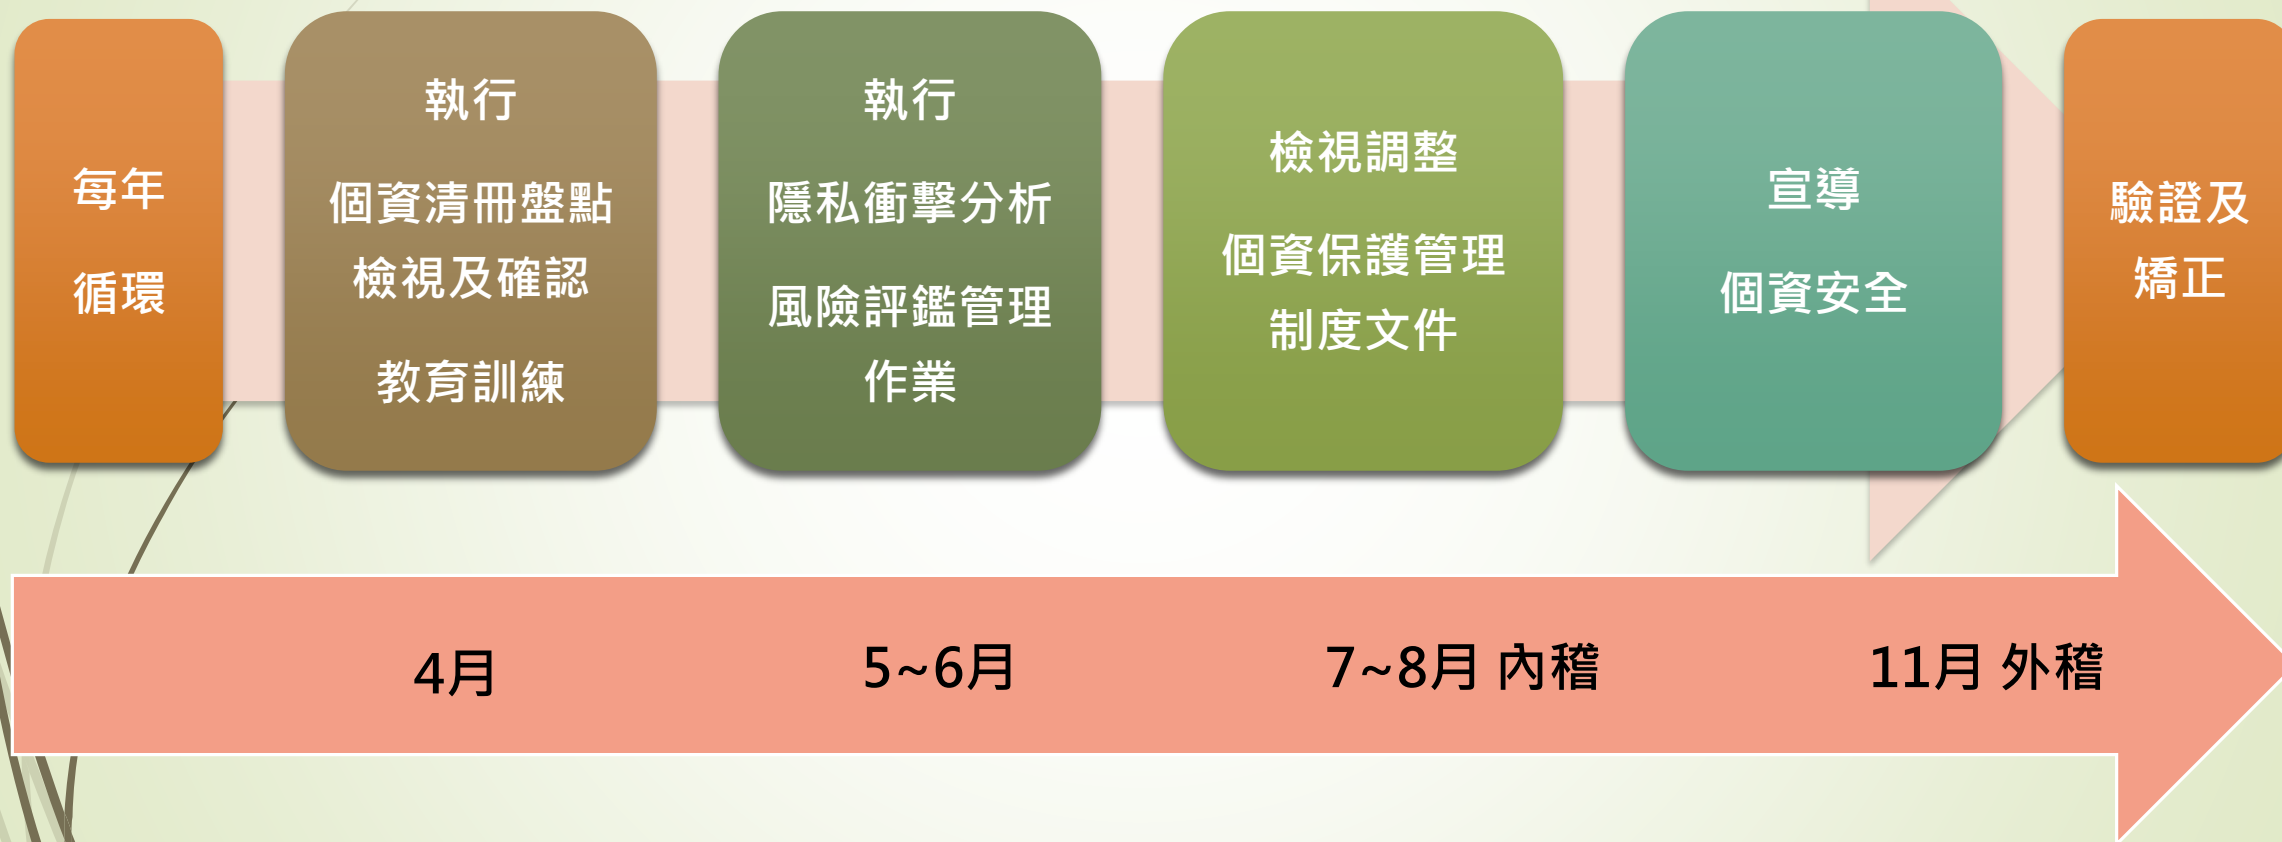 每年
循環
執行
個資清冊盤點
檢視及確認
教育訓練
執行
隱私衝擊分析
風險評鑑管理
作業
檢視調整
個資保護管理
制度文件
宣導
個資安全
驗證及
矯正
4月
5~6月
7~8月 內稽
11月 外稽